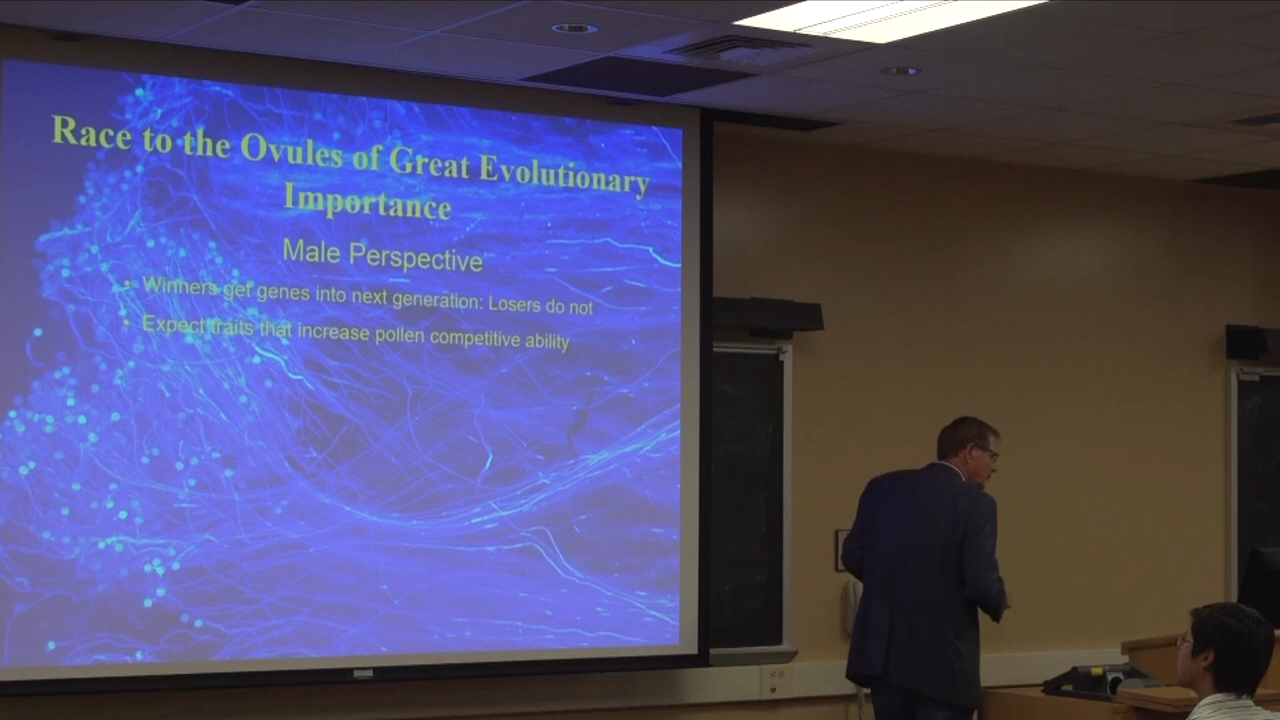 Race to the Ovules of Great Evolutionary
Importance
Male Perspective
• Winners get genes into next generation: Losers do not
• Expect traits that increase pollen competitive ability